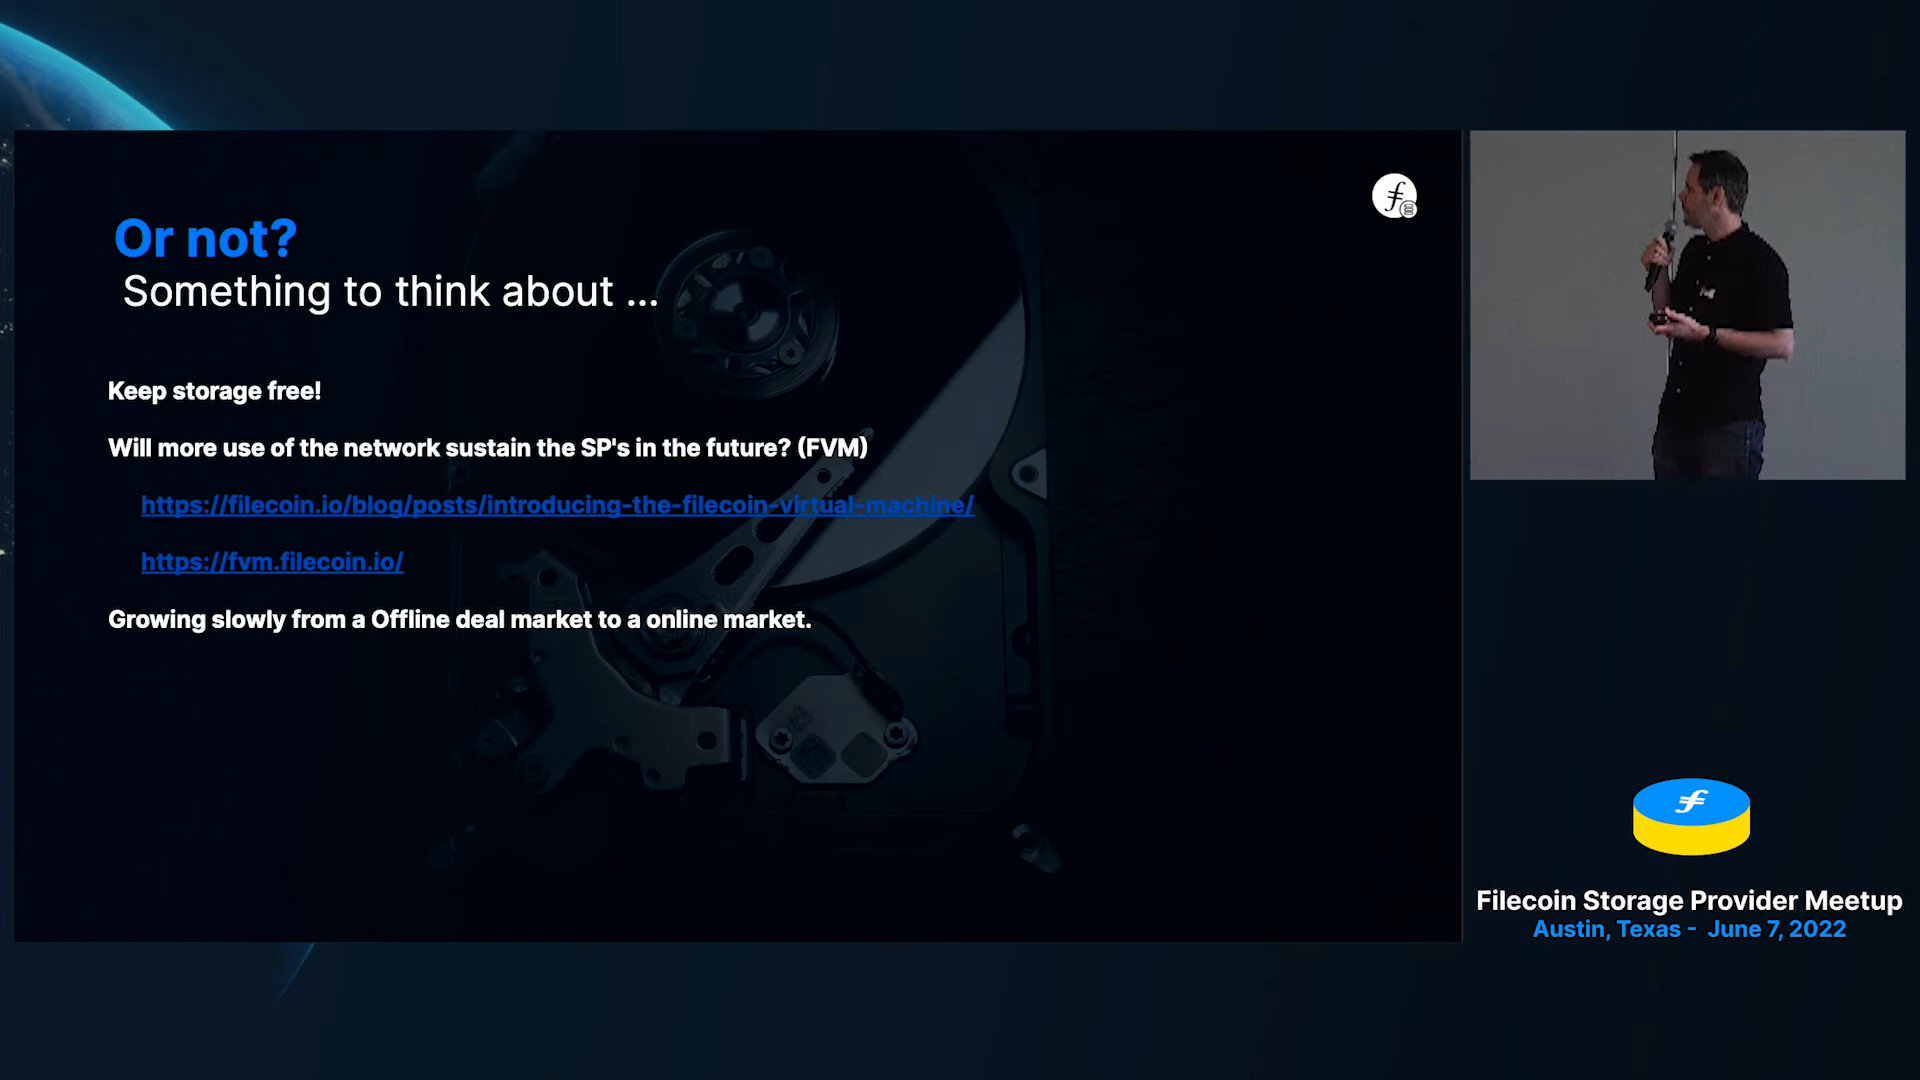 Or not?
Something to think about ...
Keep storage free!
Will more use of the network sustain the SP's in the future? (FVM)
https://filecoin.io/blog/posts/introducing-the-filecoin-virtual-machine/
https://fvm.filecoin.io/
Growing slowly from a Offline deal market to a online market.
Filecoin Storage Provider Meetup
Austin, Texas - June 7, 2022